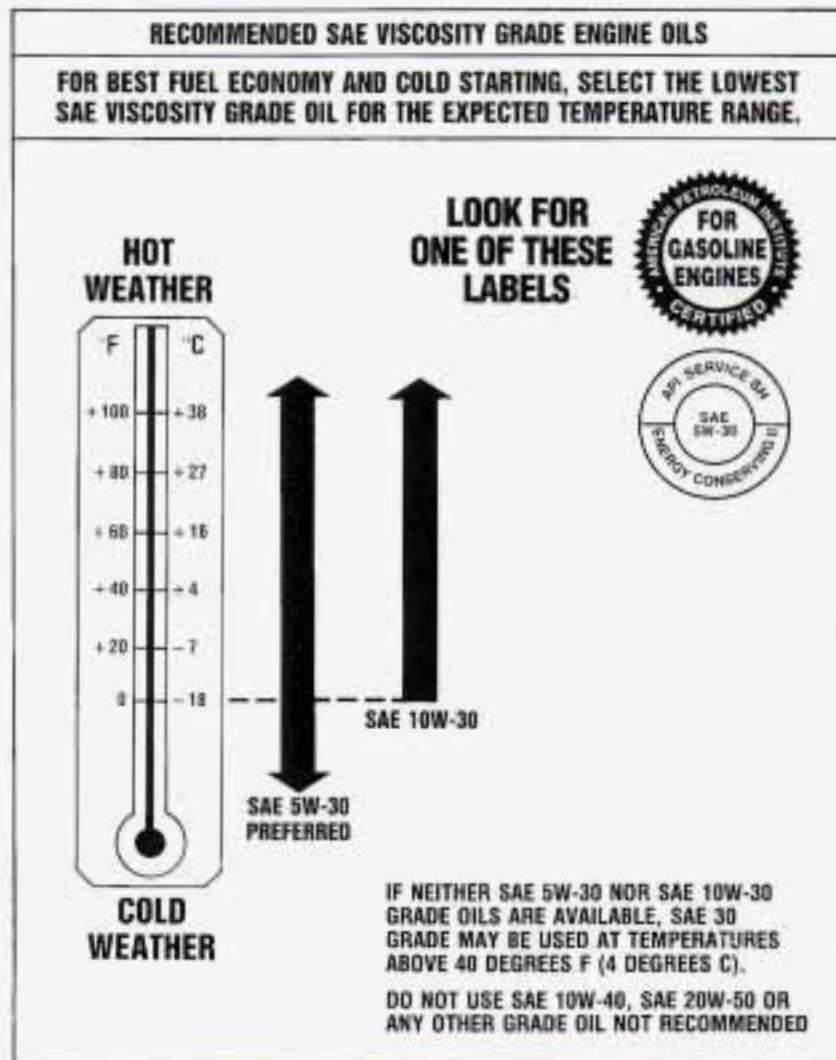 RECOMMENDED SAE VISCOSITY GRADE ENGINE OILS
FOR BEST FUEL ECONOMY AND COLD STARTING, SELECT THE LOWEST
SAE VISCOSITY GRADE OIL FOR THE EXPECTED TEMPERATURE RANGE.
LOOK FOR
ONE OF THESE
LABELS
AMERICAN PETROLEUM INSTITUTE
FOR
GASOLINE
ENGINES
CERTIFIED
API SERVICE SH
SAE
5W-30
ENERGY CONSERVING II
HOT
WEATHER
°F °C
+100 +38
+80 +27
+60 +16
+40 +4
+20 -7
0 -18
SAE 10W-30
SAE 5W-30
PREFERRED
COLD
WEATHER
IF NEITHER SAE 5W-30 NOR SAE 10W-30
GRADE OILS ARE AVAILABLE, SAE 30
GRADE MAY BE USED AT TEMPERATURES
ABOVE 40 DEGREES F (4 DEGREES C).
DO NOT USE SAE 10W-40, SAE 20W-50 OR
ANY OTHER GRADE OIL NOT RECOMMENDED